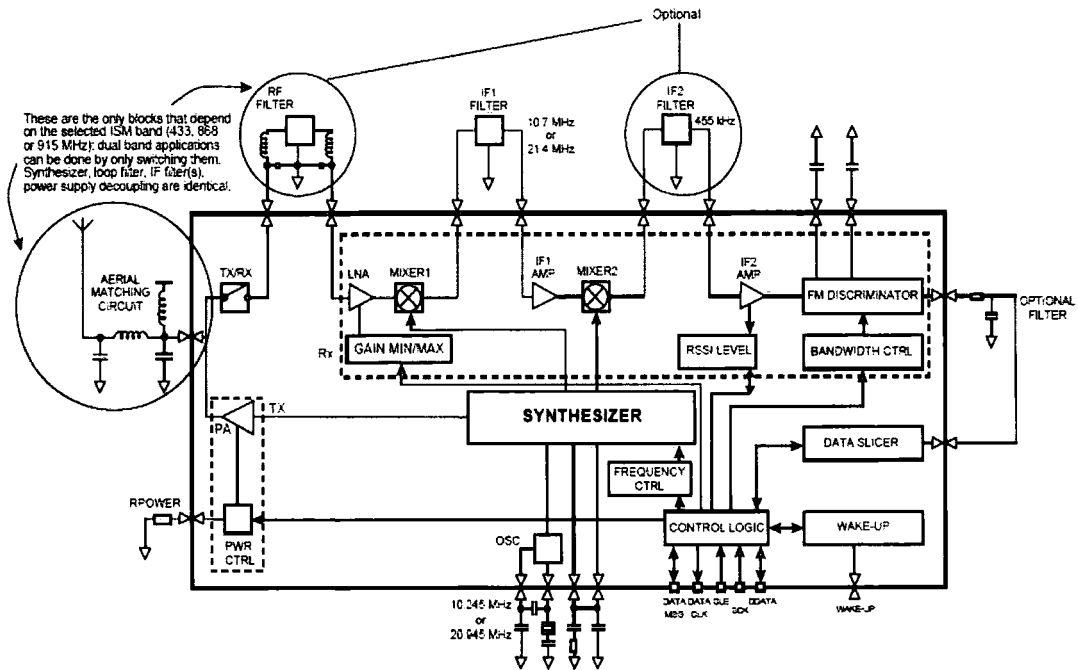 Optional
RF
FILTER
IF1
FILTER
10.7 MHz
or
21.4 MHz
IF2
FILTER
455 kHz
These are the only blocks that depend
on the selected ISM band (433, 868
or 915 MHz): dual band applications
can be done by only switching them.
Synthesizer, loop filter, IF filter(s),
power supply decoupling are identical.
AERIAL
MATCHING
CIRCUIT
TX/RX
LNA
MIXER1
IF1
AMP
MIXER2
IF2
AMP
FM DISCRIMINATOR
OPTIONAL
FILTER
Rx
GAIN MIN/MAX
RSSI LEVEL
BANDWIDTH CTRL
SYNTHESIZER
TX
PA
DATA SLICER
FREQUENCY
CTRL
RPOWER
PWR
CTRL
OSC
CONTROL LOGIC
WAKE-UP
10.245 MHz
or
20.945 MHz
DATA
MSG
DATA
CLK
CLE
DDATA
WAKE-UP